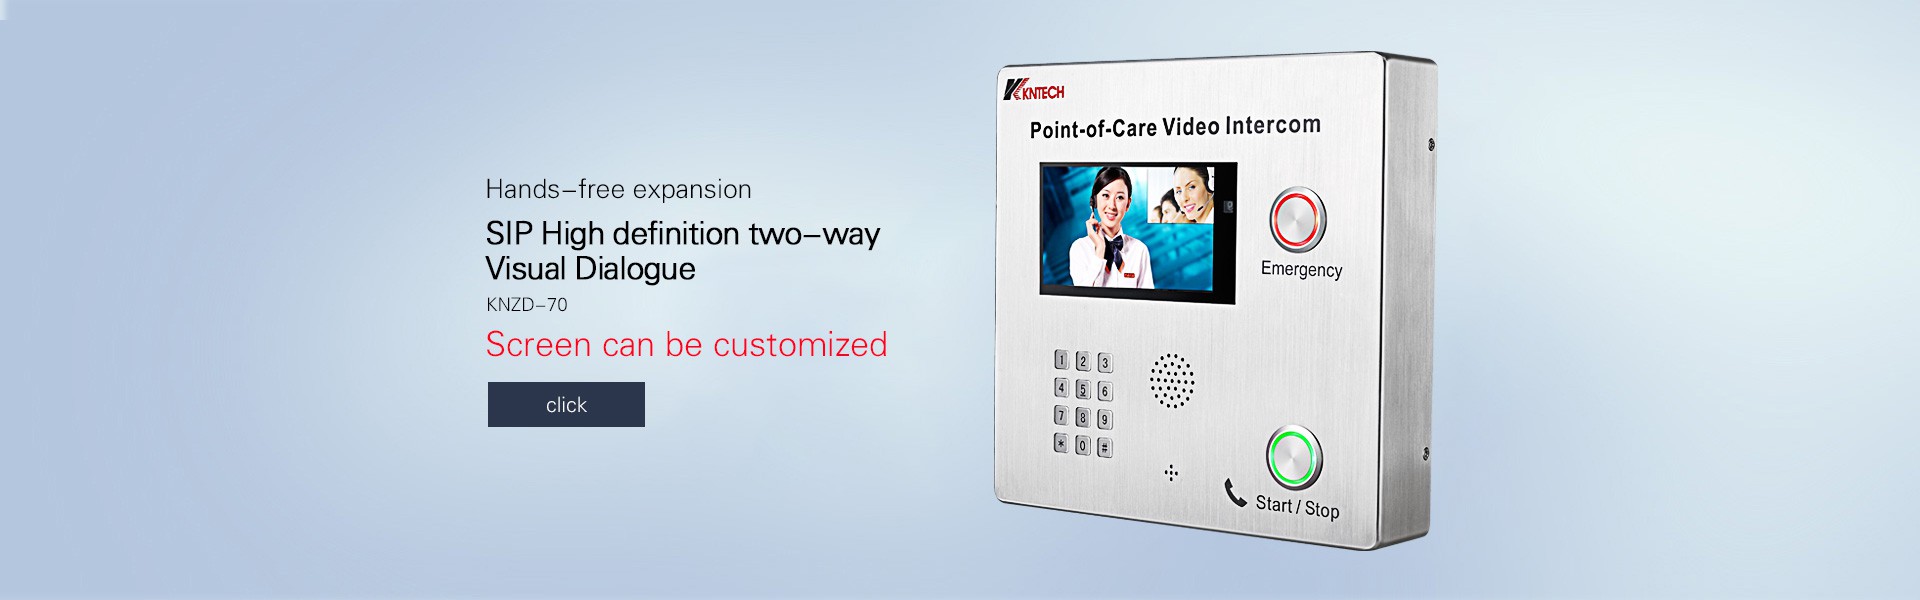 Hands-free expansion
SIP High definition two-way
Visual Dialogue
KNZD-70
Screen can be customized
click
KNTECH
Point-of-Care Video Intercom
Emergency
1 2 3
4 5 6
7 8 9
* 0 #
Start / Stop